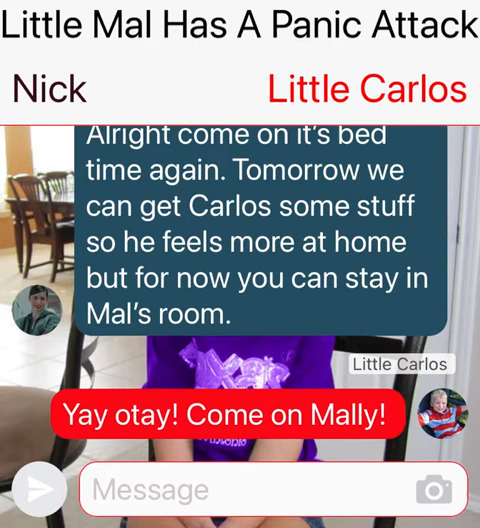 Little Mal Has A Panic Attack
Nick
Little Carlos
Alright come on it's bed
time again. Tomorrow we
can get Carlos some stuff
so he feels more at home
but for now you can stay in
Mal's room.
Little Carlos
Yay otay! Come on Mally!
Message